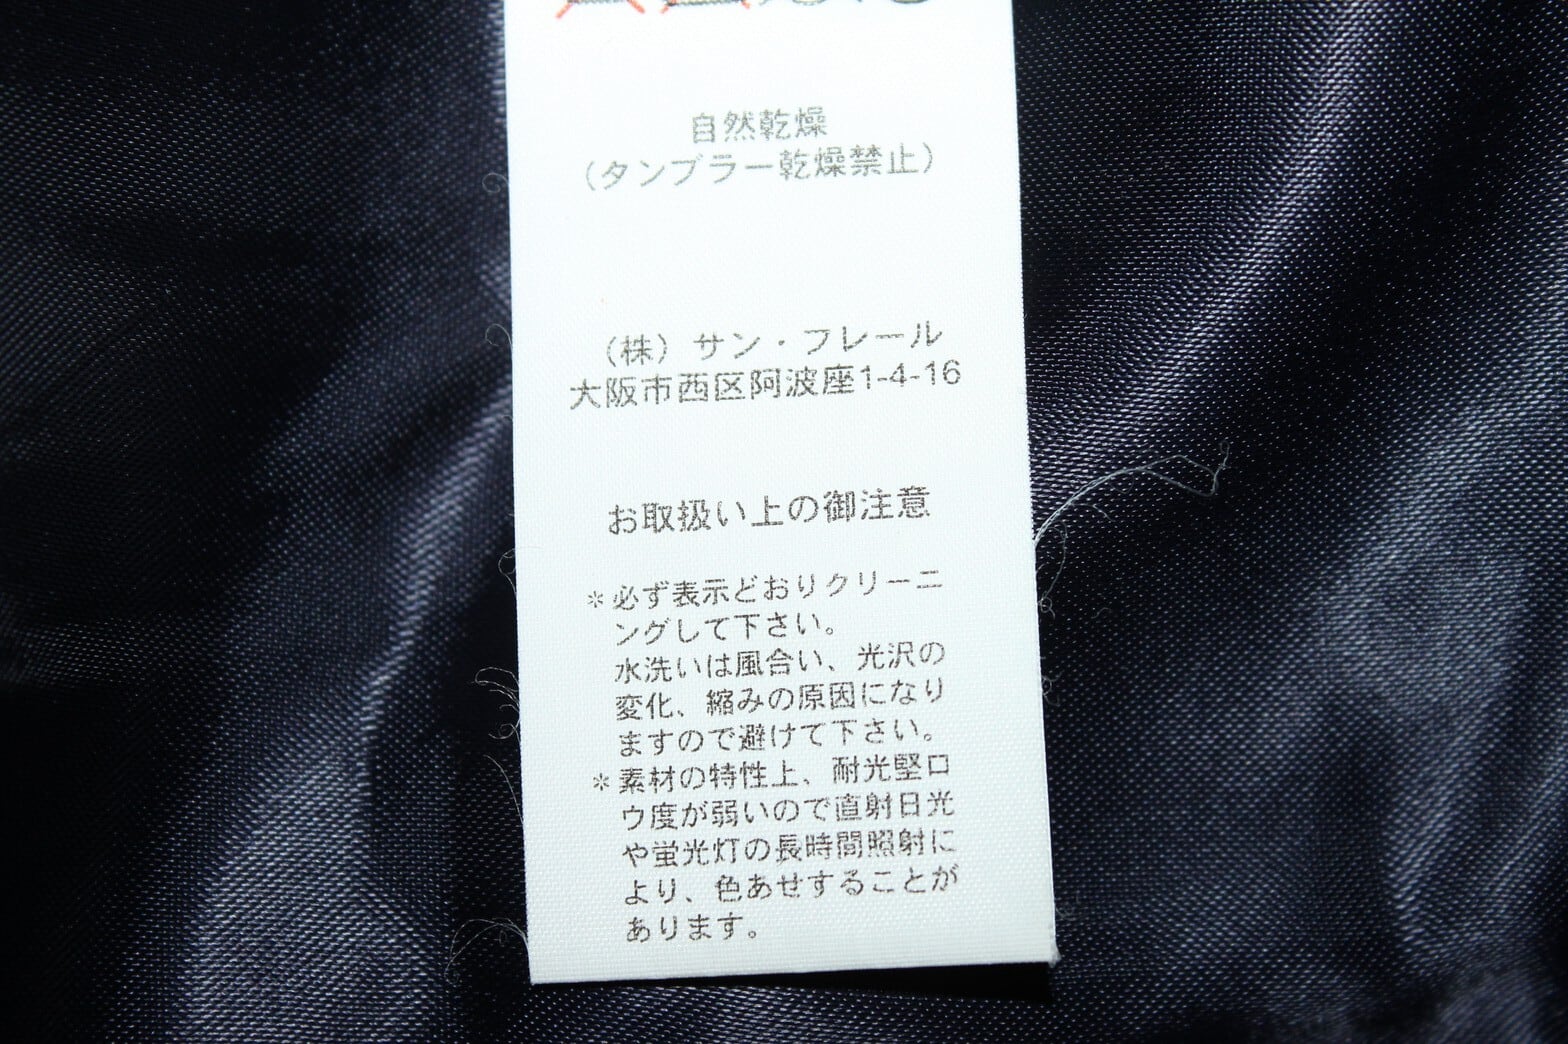 自然乾燥
（タンブラー乾燥禁止）
（株）サン・フレール
大阪市西区阿波座1-4-16
お取扱い上の御注意
＊必ず表示どおりクリーニ
ングして下さい。
水洗いは風合い、光沢の
変化、縮みの原因になり
ますので避けて下さい。
＊素材の特性上、耐光堅ロ
ウ度が弱いので直射日光
や蛍光灯の長時間照射に
より、色あせすることが
あります。